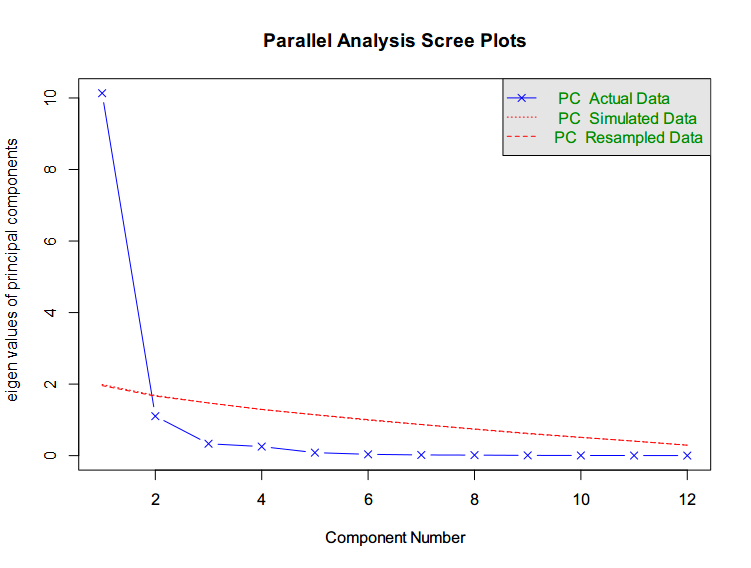 Parallel Analysis Scree Plots
PC Actual Data
PC Simulated Data
PC Resampled Data
eigen values of principal components
10
8
6
4
2
0
2 4 6 8 10 12
Component Number